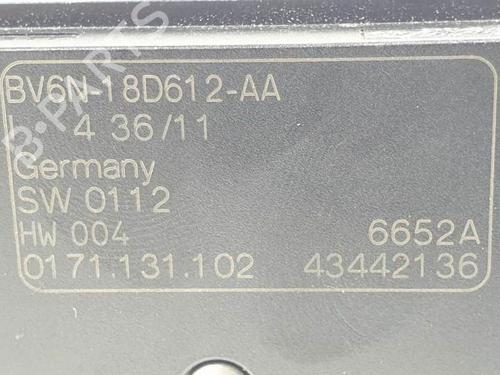 BV6N-18D612-AA
L 4 36/11
Germany
SW 0112
HW 004 6652A
0171.131.102 43442136
B-PARTS